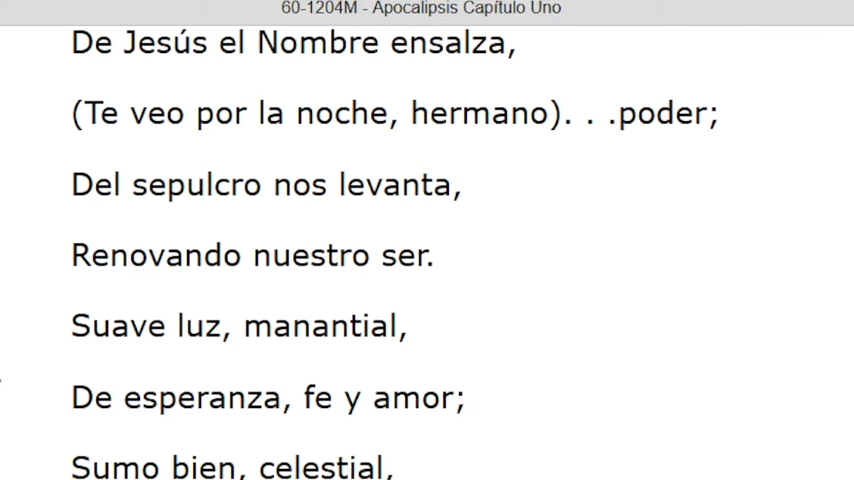 60-1204M - Apocalipsis Capítulo Uno
De Jesús el Nombre ensalza,
(Te veo por la noche, hermano). . .poder;
Del sepulcro nos levanta,
Renovando nuestro ser.
Suave luz, manantial,
De esperanza, fe y amor;
Sumo bien, celestial,